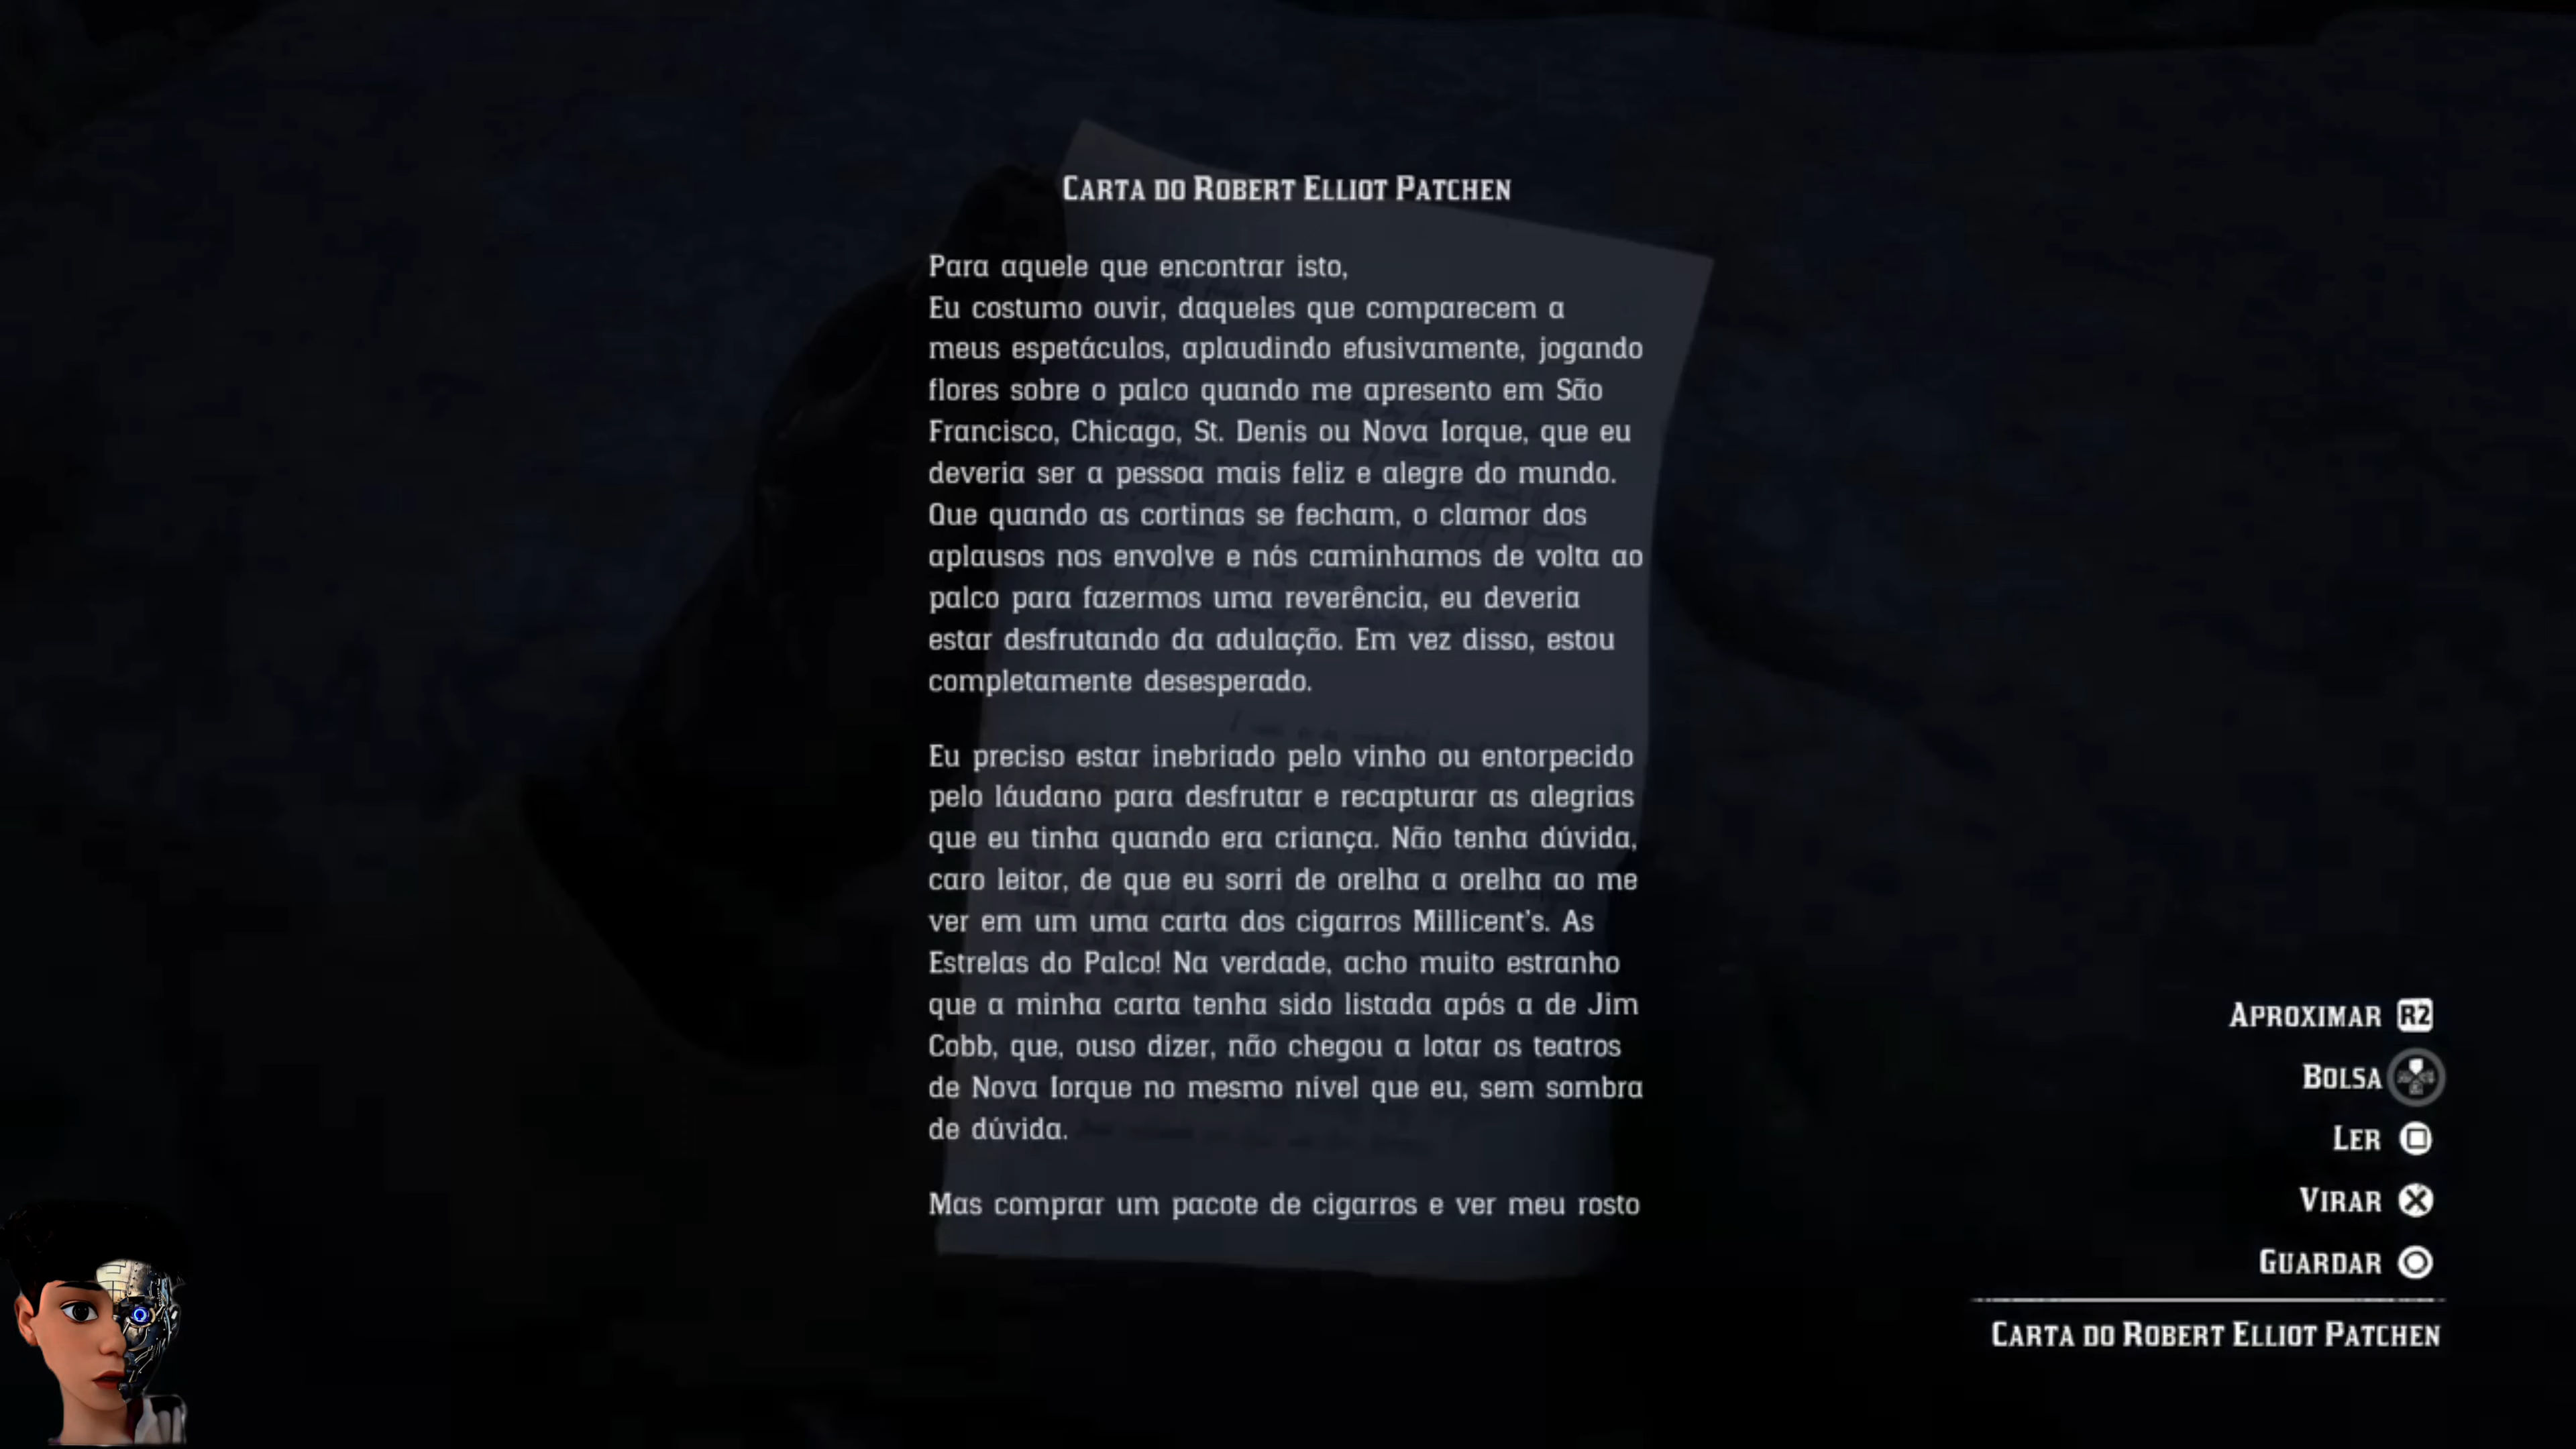 CARTA DO ROBERT ELLIOT PATCHEN
Para aquele que encontrar isto,
Eu costumo ouvir, daqueles que comparecem a
meus espetáculos, aplaudindo efusivamente, jogando
flores sobre o palco quando me apresento em São
Francisco, Chicago, St. Denis ou Nova Iorque, que eu
deveria ser a pessoa mais feliz e alegre do mundo.
Que quando as cortinas se fecham, o clamor dos
aplausos nos envolve e nós caminhamos de volta ao
palco para fazermos uma reverência, eu deveria
estar desfrutando da adulação. Em vez disso, estou
completamente desesperado.
Eu preciso estar inebriado pelo vinho ou entorpecido
pelo láudano para desfrutar e recapturar as alegrias
que eu tinha quando era criança. Não tenha dúvida,
caro leitor, de que eu sorri de orelha a orelha ao me
ver em um uma carta dos cigarros Millicent's. As
Estrelas do Palco! Na verdade, acho muito estranho
que a minha carta tenha sido listada após a de Jim
Cobb, que, ouso dizer, não chegou a lotar os teatros
de Nova Iorque no mesmo nível que eu, sem sombra
de dúvida.
Mas comprar um pacote de cigarros e ver meu rosto
APROXIMAR R2
BOLSA
LER
VIRAR
GUARDAR
CARTA DO ROBERT ELLIOT PATCHEN